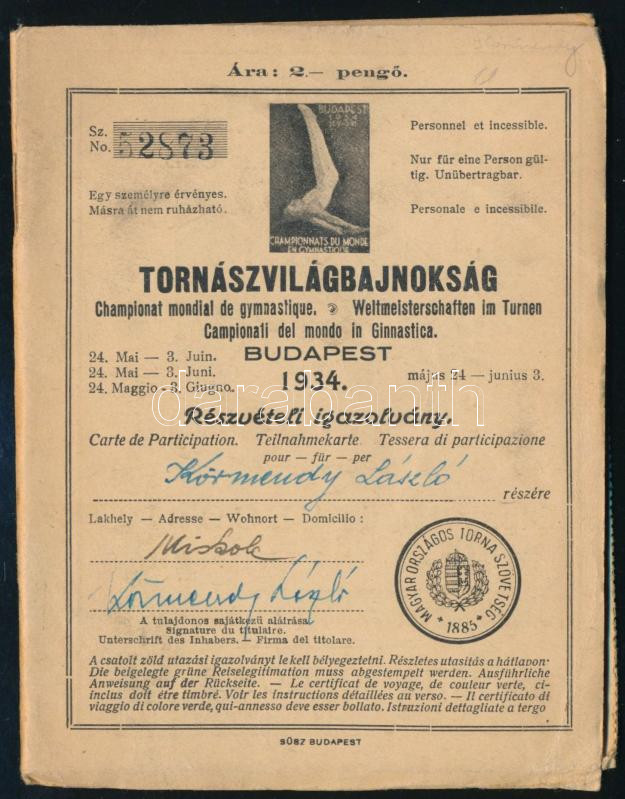 Körmendy
Ára: 2.— pengő.
Sz.
No. 52873
Egy személyre érvényes.
Másra át nem ruházható.
BUDAPEST
1934
CHAMPIONNATS DU MONDE
EN GYMNASTIQUE
Personnel et incessible.
Nur für eine Person gül-
tig. Unübertragbar.
Personale e incessibile.
TORNÁSZVILÁGBAJNOKSÁG
Championat mondial de gymnastique. Weltmeisterschaften im Turnen
Campionati del mondo in Ginnastica.
24. Mai — 3. Juin.
24. Mai — 3. Juni.
24. Maggio - 3. Giugno.
BUDAPEST
1934.
május 24 — junius 3.
darabanth
Részvételi igazolvány.
Carte de Participation. Teilnahmekarte. Tessera di participazione
pour — für — per
Körmendy László
részére
Lakhely — Adresse — Wohnort — Domicilio :
Miskolc
Körmendy László
A tulajdonos sajátkezű aláírása.
Signature du titulaire.
Unterschrift des Inhabers. — Firma del titolare.
MAGYAR ORSZÁGOS TORNA SZÖVETSÉG
* 1885 *
A csatolt zöld utazási igazolványt le kell bélyegeztetni. Részletes utasítás a hátlapon.
Die beigelegte grüne Reiselegitimation muss abgestempelt werden. Ausführliche
Anweisung auf der Rückseite. — Le certificat de voyage, de couleur verte, ci-
inclus doit étre timbré. Voir les instructions détaillées au verso. — Il certificato di
viaggio di colore verde, qui-annesso deve esser bollato. Istruzioni dettagliate a tergo
SÜSZ BUDAPEST